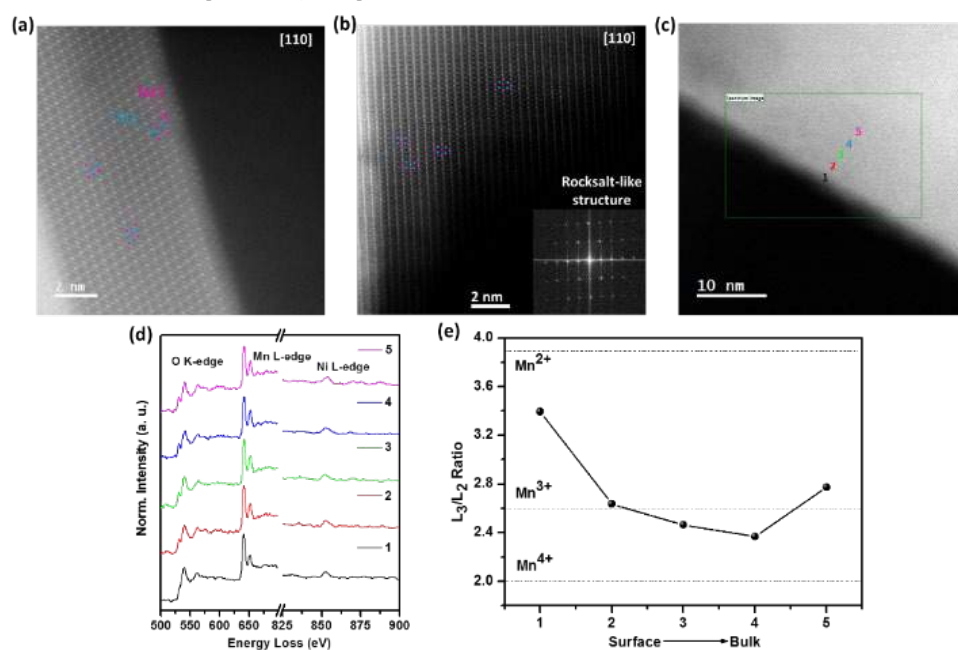 (a)
[110]
2 nm
(b)
[110]
Rocksalt-like
structure
2 nm
(c)
Spectrum Image
5
4
3
2
1
10 nm
(d)
O K-edge
Mn L-edge
Ni L-edge
5
4
3
2
1
Norm. Intensity (a. u.)
500 550 600 650 825 850 875 900
Energy Loss (eV)
(e)
4.0
3.6
3.2
2.8
2.4
2.0
L₃/L₂ Ratio
Mn²⁺
Mn³⁺
Mn⁴⁺
1 2 3 4 5
Surface Bulk